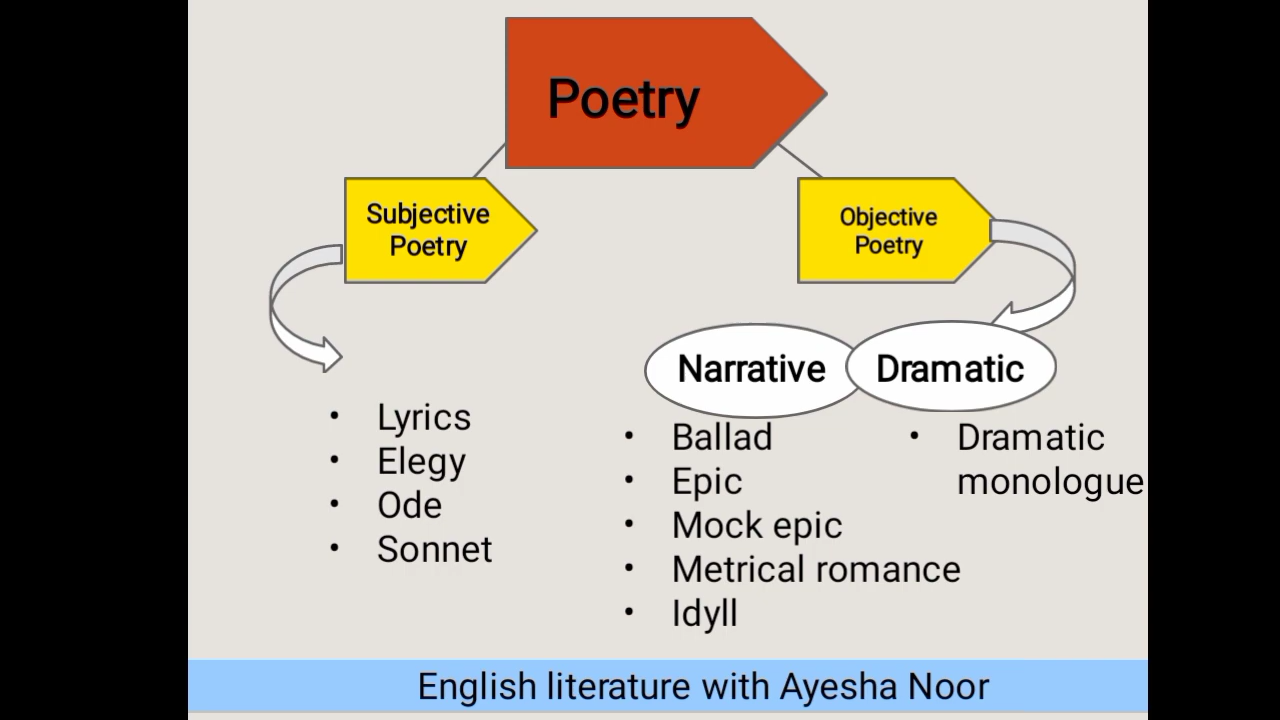 Poetry
Subjective
Poetry
Objective
Poetry
Narrative
Dramatic
• Lyrics
• Elegy
• Ode
• Sonnet
• Ballad
• Epic
• Mock epic
• Metrical romance
• Idyll
• Dramatic
monologue
English literature with Ayesha Noor